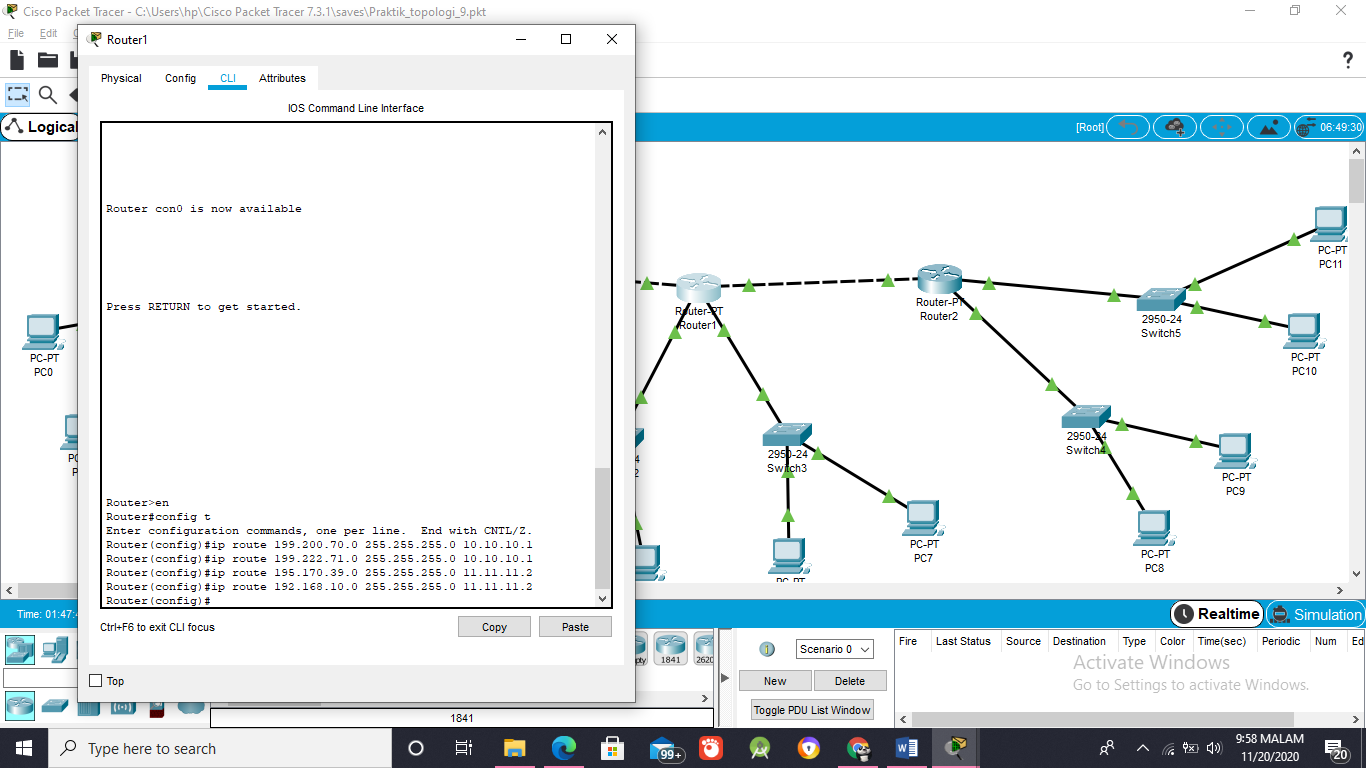 Cisco Packet Tracer - C:\Users\hp\Cisco Packet Tracer 7.3.1\saves\Praktik_topologi_9.pkt
File Edit
Router1
Physical Config CLI Attributes
IOS Command Line Interface
Router con0 is now available
Press RETURN to get started.
Router>en
Router#config t
Enter configuration commands, one per line. End with CNTL/Z.
Router(config)#ip route 199.200.70.0 255.255.255.0 10.10.10.1
Router(config)#ip route 199.222.71.0 255.255.255.0 10.10.10.1
Router(config)#ip route 195.170.39.0 255.255.255.0 11.11.11.2
Router(config)#ip route 192.168.10.0 255.255.255.0 11.11.11.2
Router(config)#
Ctrl+F6 to exit CLI focus
Copy Paste
Top
Logical
[Root]
06:49:30
PC-PT
PC0
Router-PT
Router1
Router-PT
Router2
2950-24
Switch5
PC-PT
PC11
PC-PT
PC10
2950-24
Switch3
2950-24
Switch4
PC-PT
PC9
PC-PT
PC7
PC-PT
PC8
PC-PT
Time: 01:47:4
Realtime Simulation
1841 2620
1841
Scenario 0
New Delete
Toggle PDU List Window
Fire Last Status Source Destination Type Color Time(sec) Periodic Num Ed
Activate Windows
Go to Settings to activate Windows.
Type here to search
99+
9:58 MALAM
11/20/2020
20